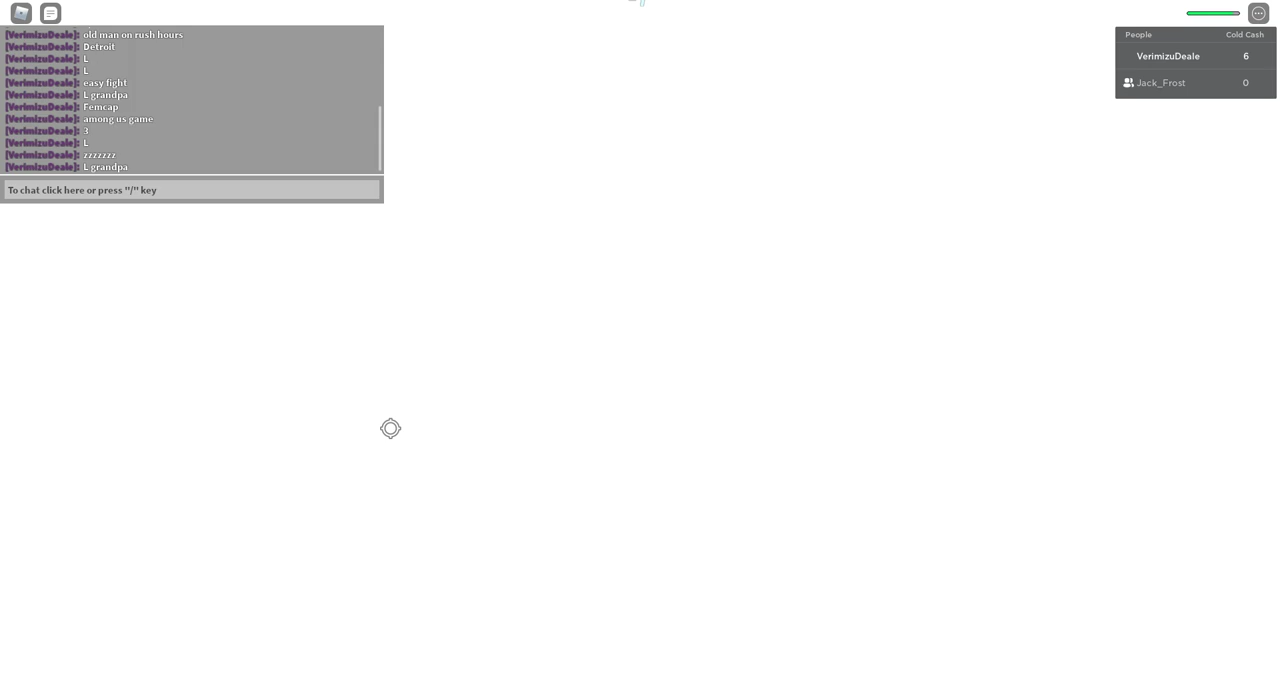 [VerimizuDeale]: old man on rush hours
[VerimizuDeale]: Detroit
[VerimizuDeale]: L
[VerimizuDeale]: L
[VerimizuDeale]: easy fight
[VerimizuDeale]: L grandpa
[VerimizuDeale]: Femcap
[VerimizuDeale]: among us game
[VerimizuDeale]: 3
[VerimizuDeale]: L
[VerimizuDeale]: zzzzzzz
[VerimizuDeale]: L grandpa
To chat click here or press "/" key
People Cold Cash
VerimizuDeale 6
Jack_Frost 0